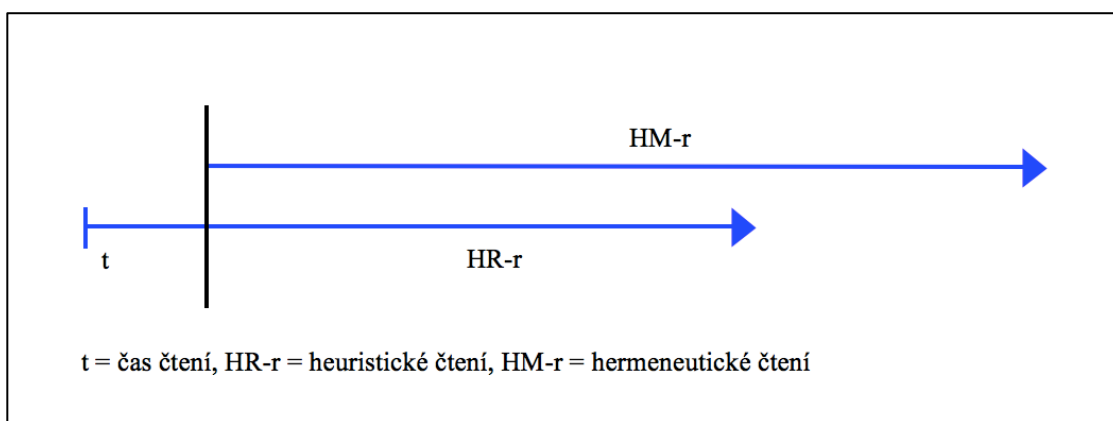 HM-r
t
HR-r
t = čas čtení, HR-r = heuristické čtení, HM-r = hermeneutické čtení